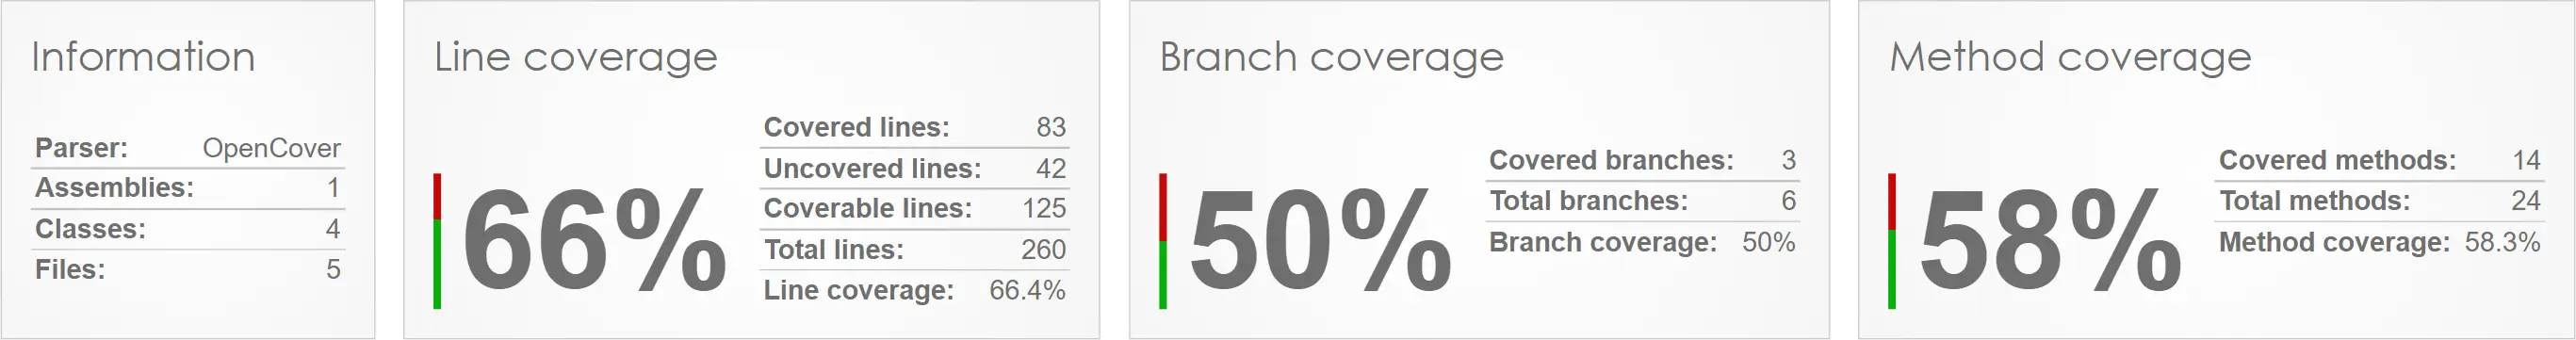 Information
Parser: OpenCover
Assemblies: 1
Classes: 4
Files: 5
Line coverage
66%
Covered lines: 83
Uncovered lines: 42
Coverable lines: 125
Total lines: 260
Line coverage: 66.4%
Branch coverage
50%
Covered branches: 3
Total branches: 6
Branch coverage: 50%
Method coverage
58%
Covered methods: 14
Total methods: 24
Method coverage: 58.3%